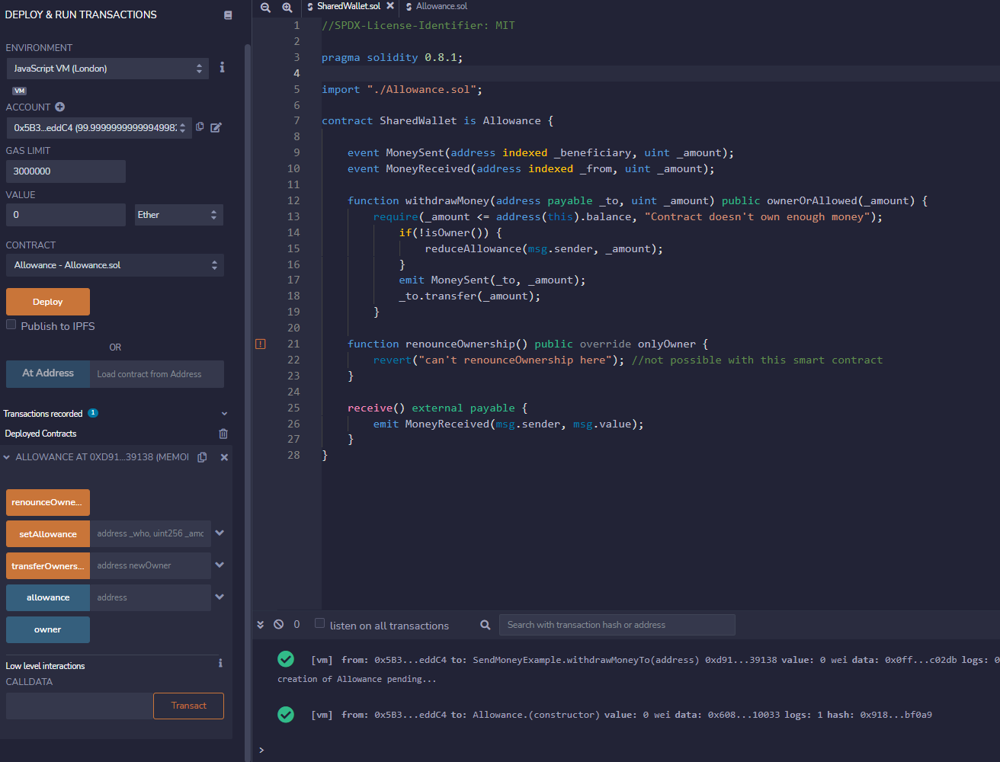 DEPLOY & RUN TRANSACTIONS
ENVIRONMENT
JavaScript VM (London)
VM
ACCOUNT
0x5B3...eddC4 (99.9999999999949982
GAS LIMIT
3000000
VALUE
0
Ether
CONTRACT
Allowance - Allowance.sol
Deploy
Publish to IPFS
OR
At Address
Load contract from Address
Transactions recorded 1
Deployed Contracts
ALLOWANCE AT 0XD91...39138 (MEMOI
renounceOwne...
setAllowance
address _who, uint256 _amo
transferOwners...
address newOwner
allowance
address
owner
Low level interactions
CALLDATA
Transact
SharedWallet.sol
Allowance.sol
1 //SPDX-License-Identifier: MIT
2
3 pragma solidity 0.8.1;
4
5 import "./Allowance.sol";
6
7 contract SharedWallet is Allowance {
8
9 event MoneySent(address indexed _beneficiary, uint _amount);
10 event MoneyReceived(address indexed _from, uint _amount);
11
12 function withdrawMoney(address payable _to, uint _amount) public ownerOrAllowed(_amount) {
13 require(_amount <= address(this).balance, "Contract doesn't own enough money");
14 if(!isOwner()) {
15 reduceAllowance(msg.sender, _amount);
16 }
17 emit MoneySent(_to, _amount);
18 _to.transfer(_amount);
19 }
20
21 function renounceOwnership() public override onlyOwner {
22 revert("can't renounceOwnership here"); //not possible with this smart contract
23 }
24
25 receive() external payable {
26 emit MoneyReceived(msg.sender, msg.value);
27 }
28 }
0
listen on all transactions
Search with transaction hash or address
[vm] from: 0x5B3...eddC4 to: SendMoneyExample.withdrawMoneyTo(address) 0xd91...39138 value: 0 wei data: 0x0ff...c02db logs: 0
creation of Allowance pending...
[vm] from: 0x5B3...eddC4 to: Allowance.(constructor) value: 0 wei data: 0x608...10033 logs: 1 hash: 0x918...bf0a9
>